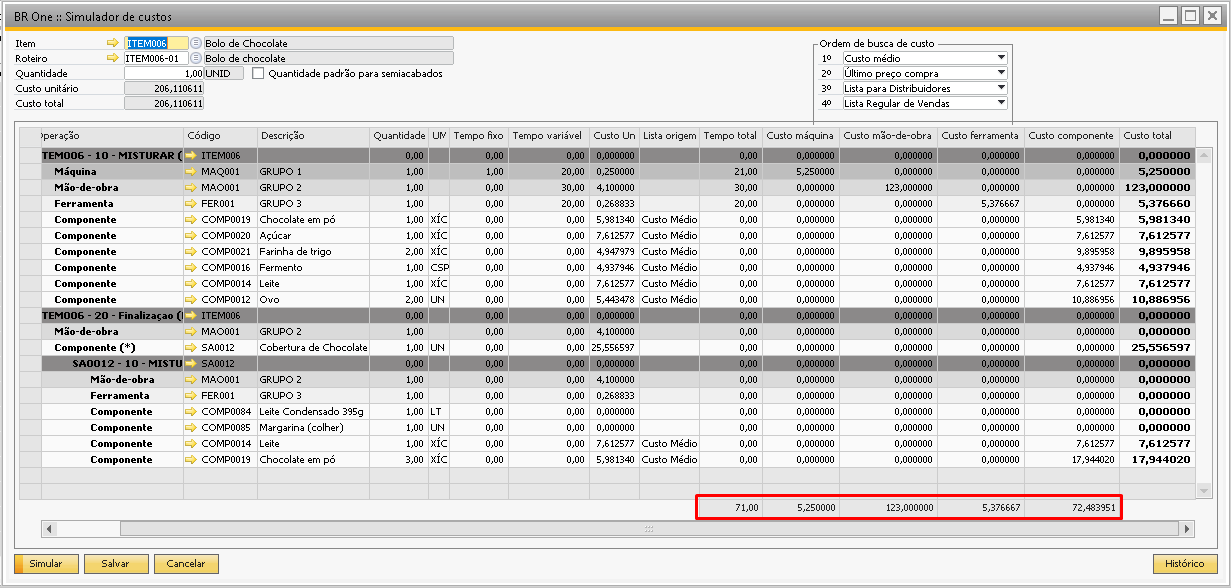 BR One :: Simulador de custos
Item ITEM006 Bolo de Chocolate
Roteiro ITEM006-01 Bolo de chocolate
Quantidade 1,00 UNID Quantidade padrão para semiacabados
Custo unitário 206,110611
Custo total 206,110611
Ordem de busca de custo
1º Custo médio
2º Último preço compra
3º Lista para Distribuidores
4º Lista Regular de Vendas
peração Código Descrição Quantidade UM Tempo fixo Tempo variável Custo Un Lista origem Tempo total Custo máquina Custo mão-de-obra Custo ferramenta Custo componente Custo total
TEM006 - 10 - MISTURAR ( ITEM006 0,00 0,00 0,00 0,000000 0,00 0,000000 0,000000 0,000000 0,000000 0,000000
Máquina MAQ001 GRUPO 1 1,00 1,00 20,00 0,250000 21,00 5,250000 0,000000 0,000000 0,000000 5,250000
Mão-de-obra MAO001 GRUPO 2 1,00 30,00 4,100000 30,00 0,000000 123,000000 0,000000 0,000000 123,000000
Ferramenta FER001 GRUPO 3 1,00 20,00 0,268833 20,00 0,000000 0,000000 5,376667 0,000000 5,376660
Componente COMP0019 Chocolate em pó 1,00 XÍC 0,00 0,00 5,981340 Custo Médio 0,00 0,000000 0,000000 0,000000 5,981340 5,981340
Componente COMP0020 Açúcar 1,00 XÍC 0,00 0,00 7,612577 Custo Médio 0,00 0,000000 0,000000 0,000000 7,612577 7,612577
Componente COMP0021 Farinha de trigo 2,00 XÍC 0,00 0,00 4,947979 Custo Médio 0,00 0,000000 0,000000 0,000000 9,895958 9,895958
Componente COMP0016 Fermento 1,00 CSP 0,00 0,00 4,937946 Custo Médio 0,00 0,000000 0,000000 0,000000 4,937946 4,937946
Componente COMP0014 Leite 1,00 XÍC 0,00 0,00 7,612577 Custo Médio 0,00 0,000000 0,000000 0,000000 7,612577 7,612577
Componente COMP0012 Ovo 2,00 UN 0,00 0,00 5,443478 Custo Médio 0,00 0,000000 0,000000 0,000000 10,886956 10,886956
TEM006 - 20 - Finalização ( ITEM006 0,00 0,00 0,00 0,000000 0,00 0,000000 0,000000 0,000000 0,000000 0,000000
Mão-de-obra MAO001 GRUPO 2 1,00 0,00 4,100000 0,00 0,000000 0,000000 0,000000 0,000000 0,000000
Componente (*) SA0012 Cobertura de Chocolate 1,00 UN 0,00 0,00 25,556597 0,00 0,000000 0,000000 0,000000 0,000000 25,556597
SA0012 - 10 - MISTU SA0012 0,00 0,00 0,00 0,000000 0,00 0,000000 0,000000 0,000000 0,000000 0,000000
Mão-de-obra MAO001 GRUPO 2 1,00 0,00 4,100000 0,00 0,000000 0,000000 0,000000 0,000000 0,000000
Ferramenta FER001 GRUPO 3 1,00 0,00 0,268833 0,00 0,000000 0,000000 0,000000 0,000000 0,000000
Componente COMP0084 Leite Condensado 395g 1,00 LT 0,00 0,00 0,000000 0,00 0,000000 0,000000 0,000000 0,000000 0,000000
Componente COMP0085 Margarina (colher) 1,00 UN 0,00 0,00 0,000000 0,00 0,000000 0,000000 0,000000 0,000000 0,000000
Componente COMP0014 Leite 1,00 XÍC 0,00 0,00 7,612577 Custo Médio 0,00 0,000000 0,000000 0,000000 7,612577 7,612577
Componente COMP0019 Chocolate em pó 3,00 XÍC 0,00 0,00 5,981340 Custo Médio 0,00 0,000000 0,000000 0,000000 17,944020 17,944020
71,00 5,250000 123,000000 5,376667 72,483951
Simular Salvar Cancelar Histórico